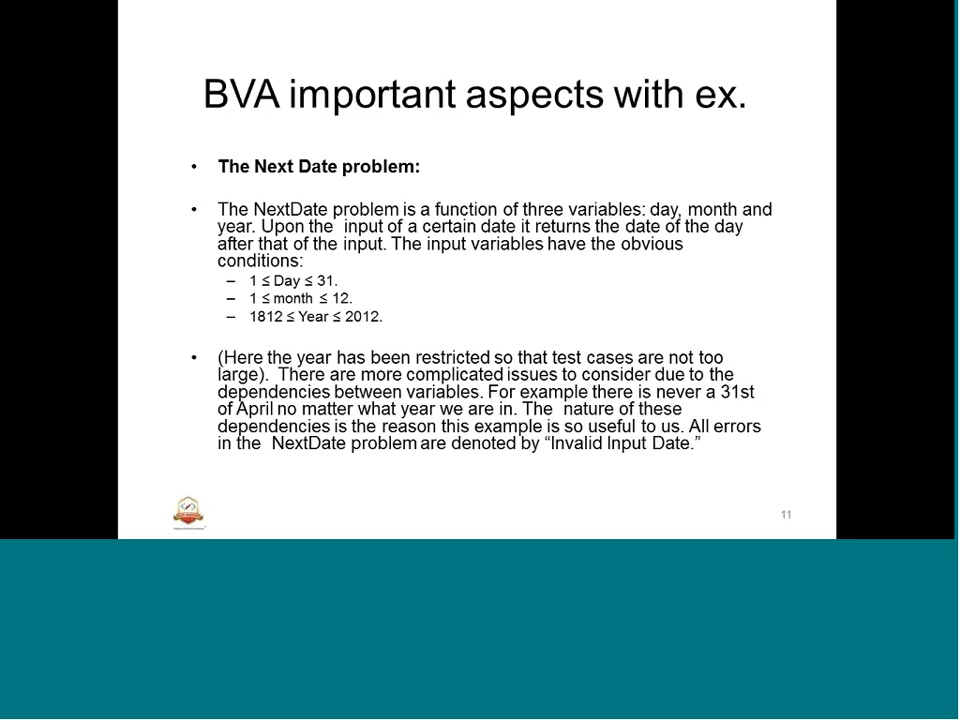 BVA important aspects with ex.
• The Next Date problem:
• The NextDate problem is a function of three variables: day, month and
year. Upon the input of a certain date it returns the date of the day
after that of the input. The input variables have the obvious
conditions:
– 1 ≤ Day ≤ 31.
– 1 ≤ month ≤ 12.
– 1812 ≤ Year ≤ 2012.
• (Here the year has been restricted so that test cases are not too
large). There are more complicated issues to consider due to the
dependencies between variables. For example there is never a 31st
of April no matter what year we are in. The nature of these
dependencies is the reason this example is so useful to us. All errors
in the NextDate problem are denoted by “Invalid Input Date.”
11